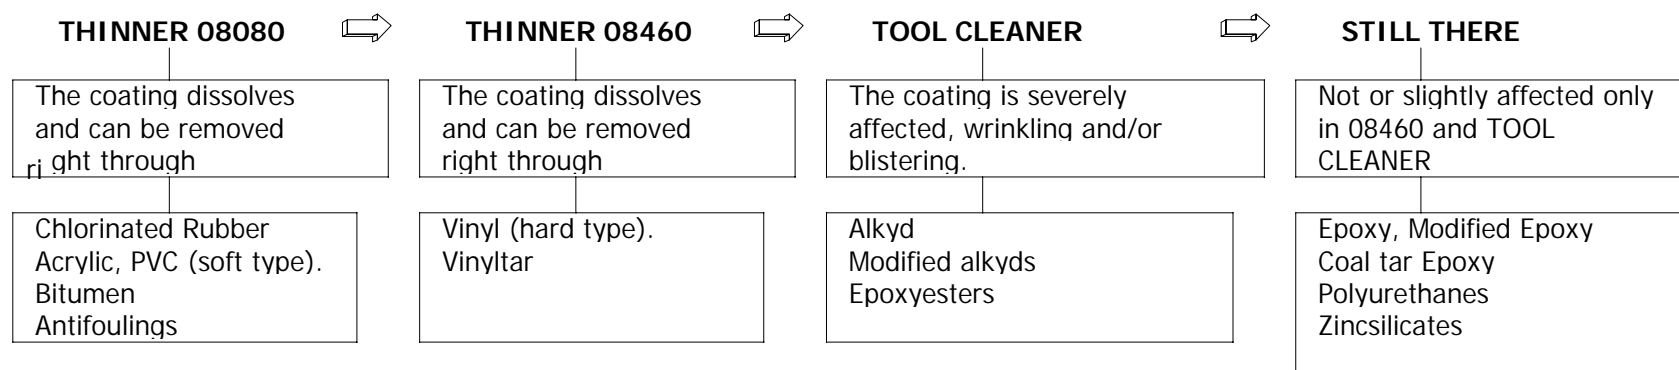 THINNER 08080
THINNER 08460
TOOL CLEANER
STILL THERE
The coating dissolves
and can be removed
right through
The coating dissolves
and can be removed
right through
The coating is severely
affected, wrinkling and/or
blistering.
Not or slightly affected only
in 08460 and TOOL
CLEANER
Chlorinated Rubber
Acrylic, PVC (soft type).
Bitumen
Antifoulings
Vinyl (hard type).
Vinyltar
Alkyd
Modified alkyds
Epoxyesters
Epoxy, Modified Epoxy
Coal tar Epoxy
Polyurethanes
Zincsilicates